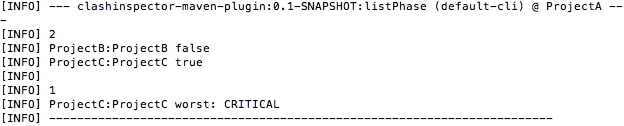 [INFO] --- clashinspector-maven-plugin:0.1-SNAPSHOT:listPhase (default-cli) @ ProjectA --
-
[INFO] 2
[INFO] ProjectB:ProjectB false
[INFO] ProjectC:ProjectC true
[INFO]
[INFO] 1
[INFO] ProjectC:ProjectC worst: CRITICAL
[INFO] ------------------------------------------------------------------------